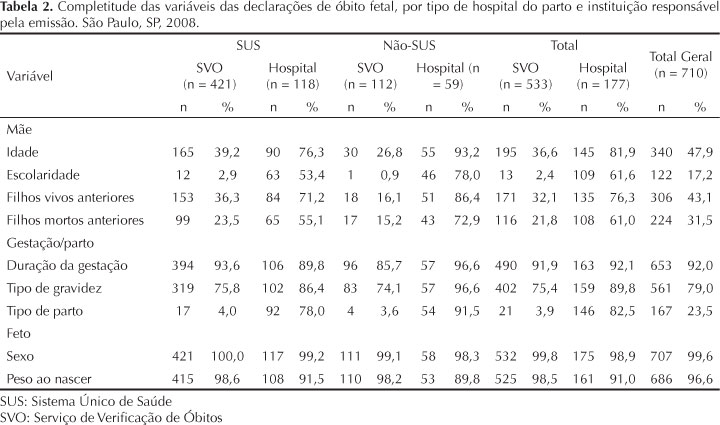 Tabela 2. Completitude das variáveis das declarações de óbito fetal, por tipo de hospital do parto e instituição responsável
pela emissão. São Paulo, SP, 2008.
SUS Não-SUS Total
Variável SVO (n = 421) Hospital (n = 118) SVO (n = 112) Hospital (n = 59) SVO (n = 533) Hospital (n = 177) Total Geral (n = 710)
n % n % n % n % n % n % n %
Mãe
Idade 165 39,2 90 76,3 30 26,8 55 93,2 195 36,6 145 81,9 340 47,9
Escolaridade 12 2,9 63 53,4 1 0,9 46 78,0 13 2,4 109 61,6 122 17,2
Filhos vivos anteriores 153 36,3 84 71,2 18 16,1 51 86,4 171 32,1 135 76,3 306 43,1
Filhos mortos anteriores 99 23,5 65 55,1 17 15,2 43 72,9 116 21,8 108 61,0 224 31,5
Gestação/parto
Duração da gestação 394 93,6 106 89,8 96 85,7 57 96,6 490 91,9 163 92,1 653 92,0
Tipo de gravidez 319 75,8 102 86,4 83 74,1 57 96,6 402 75,4 159 89,8 561 79,0
Tipo de parto 17 4,0 92 78,0 4 3,6 54 91,5 21 3,9 146 82,5 167 23,5
Feto
Sexo 421 100,0 117 99,2 111 99,1 58 98,3 532 99,8 175 98,9 707 99,6
Peso ao nascer 415 98,6 108 91,5 110 98,2 53 89,8 525 98,5 161 91,0 686 96,6
SUS: Sistema Único de Saúde
SVO: Serviço de Verificação de Óbitos